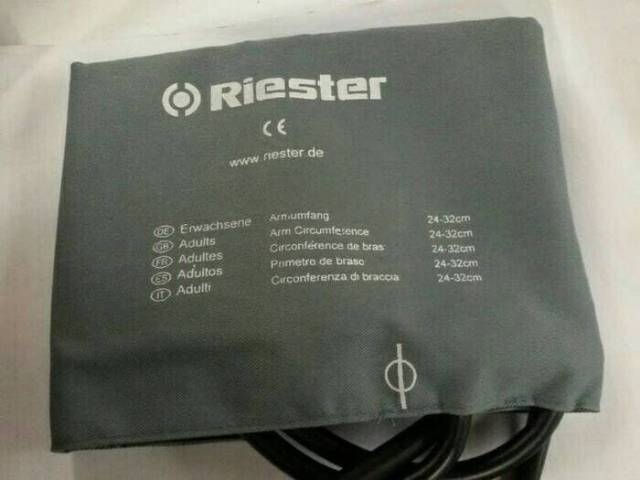 Riester
CE
www.riester.de
DE Erwachsene Armumfang 24-32cm
GB Adults Arm Circumference 24-32cm
FR Adultes Circonférence de bras 24-32cm
ES Adultos Primetro de braso 24-32cm
IT Adulti Circonferenza di braccia 24-32cm